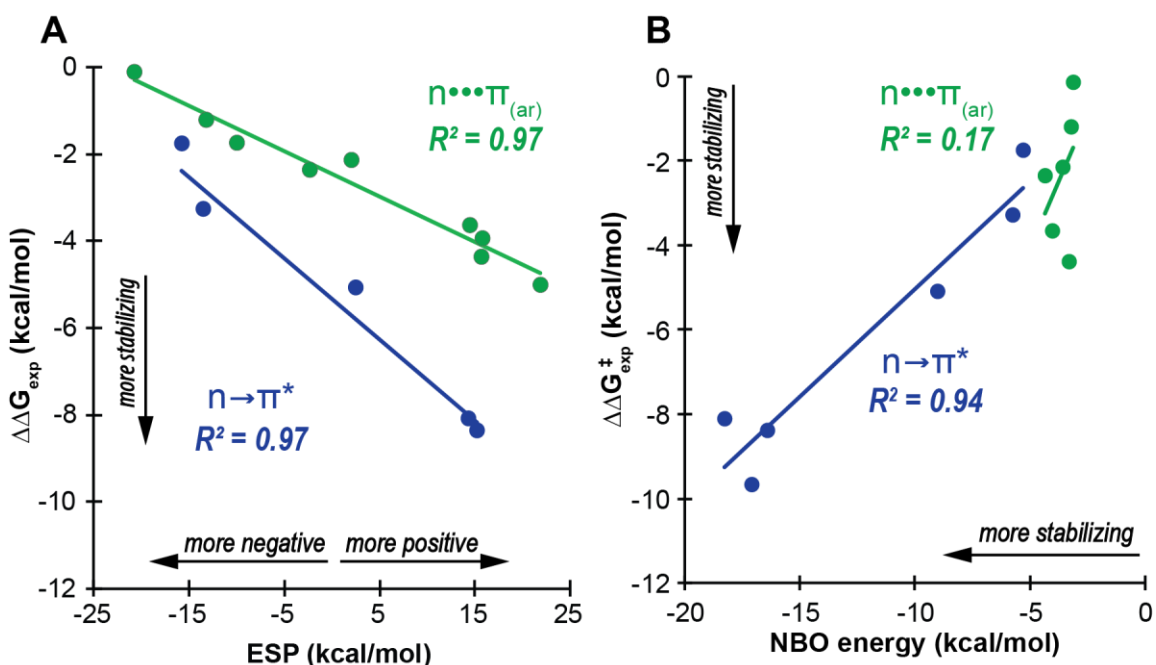 A
0
-2
-4
-6
-8
-10
-12
-25
-15
-5
5
15
25
ΔΔG exp (kcal/mol)
ESP (kcal/mol)
more stabilizing
n•••π(ar)
R² = 0.97
n→π*
R² = 0.97
more negative
more positive
B
0
-2
-4
-6
-8
-10
-12
-20
-15
-10
-5
0
ΔΔG‡exp (kcal/mol)
NBO energy (kcal/mol)
more stabilizing
n•••π(ar)
R² = 0.17
n→π*
R² = 0.94
more stabilizing